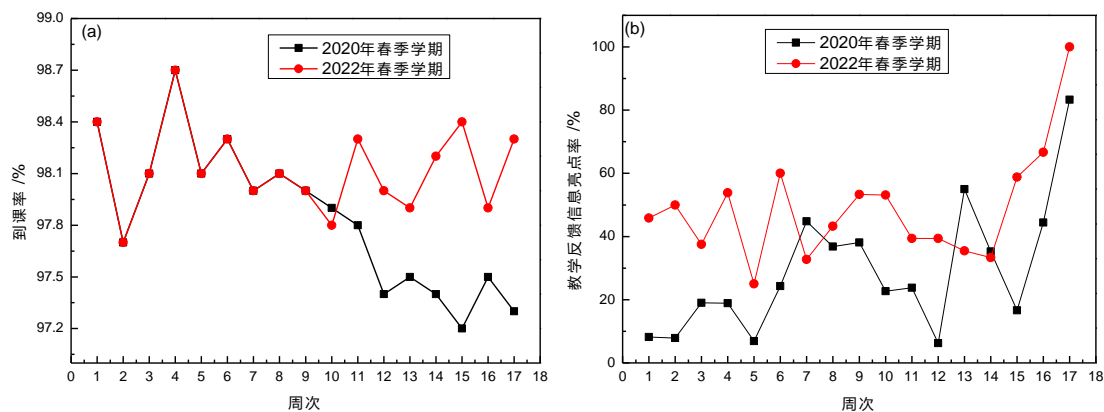 (a)
2020年春季学期
2022年春季学期
到课率 /%
99.0
98.7
98.4
98.1
97.8
97.5
97.2
0 1 2 3 4 5 6 7 8 9 10 11 12 13 14 15 16 17 18
周次
(b)
2020年春季学期
2022年春季学期
教学反馈信息亮点率 /%
100
80
60
40
20
0
0 1 2 3 4 5 6 7 8 9 10 11 12 13 14 15 16 17 18
周次